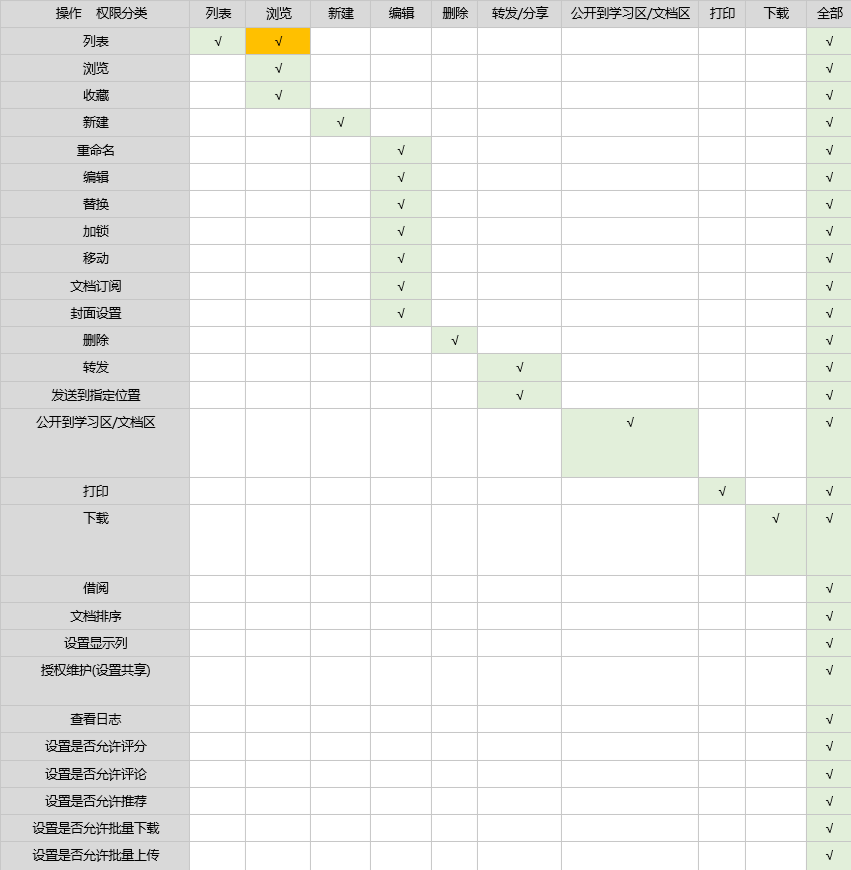 操作 权限分类 列表 浏览 新建 编辑 删除 转发/分享 公开到学习区/文档区 打印 下载 全部
列表 √ √ √
浏览 √ √
收藏 √ √
新建 √ √
重命名 √ √
编辑 √ √
替换 √ √
加锁 √ √
移动 √ √
文档订阅 √ √
封面设置 √ √
删除 √ √
转发 √ √
发送到指定位置 √ √
公开到学习区/文档区 √ √
打印 √ √
下载 √ √
借阅 √
文档排序 √
设置显示列 √
授权维护(设置共享) √
查看日志 √
设置是否允许评分 √
设置是否允许评论 √
设置是否允许推荐 √
设置是否允许批量下载 √
设置是否允许批量上传 √